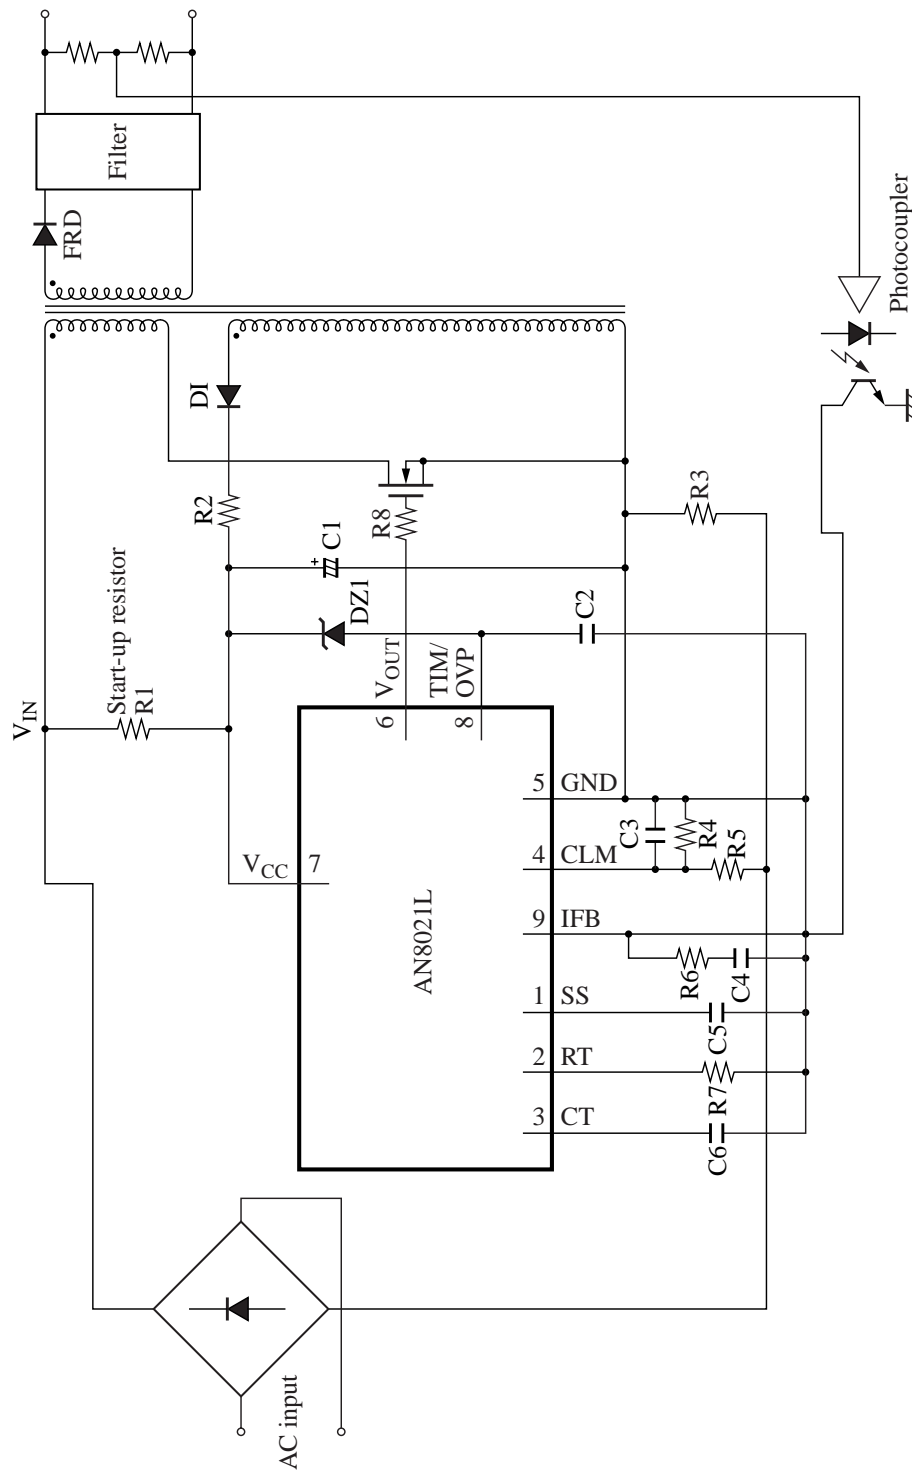 AC input
V_IN
Start-up resistor
R1
R2
DI
FRD
Filter
C1
DZ1
R8
V_CC
7
6
V_OUT
8
TIM/
OVP
C2
AN8021L
3
CT
2
RT
1
SS
9
IFB
4
CLM
5
GND
C6
R7
C5
R6
C4
C3
R4
R5
R3
Photocoupler